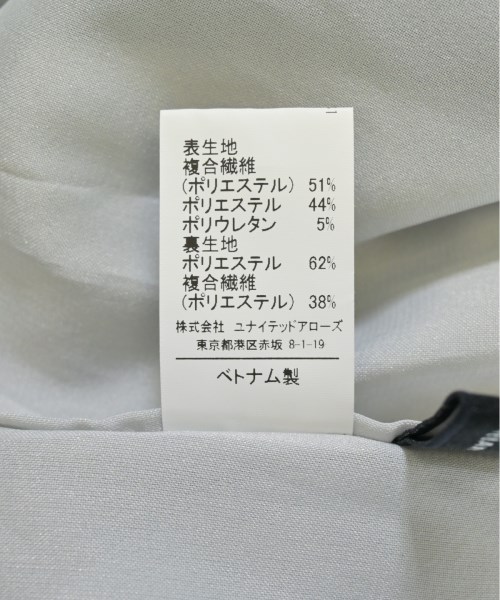 表生地
複合繊維
(ポリエステル) 51%
ポリエステル 44%
ポリウレタン 5%
裏生地
ポリエステル 62%
複合繊維
(ポリエステル) 38%
株式会社 ユナイテッドアローズ
東京都港区赤坂 8-1-19
ベトナム製